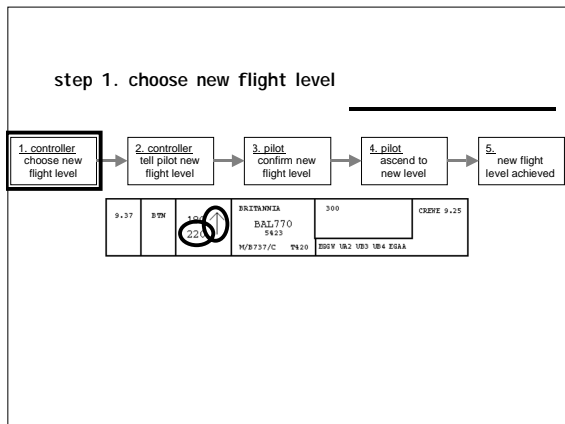 step 1. choose new flight level
1. controller
choose new
flight level
2. controller
tell pilot new
flight level
3. pilot
confirm new
flight level
4. pilot
ascend to
new level
5.
new flight
level achieved
9.37
BTN
220
BRITANNIA
BAL770
5423
M/B737/C T420
300
EGGW UA2 UB3 UB4 EGAA
CREWE 9.25